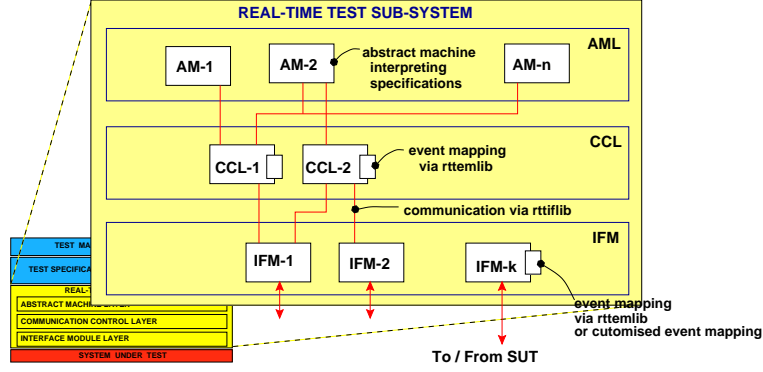 REAL-TIME TEST SUB-SYSTEM
AML
AM-1
AM-2
abstract machine
interpreting
specifications
AM-n
CCL
CCL-1
CCL-2
event mapping
via rttemlib
communication via rttiflib
IFM
IFM-1
IFM-2
IFM-k
event mapping
via rttemlib
or cutomised event mapping
To / From SUT
TEST MA
TEST SPECIFICA
REAL-T
ABSTRACT MACHINE LAYER
COMMUNICATION CONTROL LAYER
INTERFACE MODULE LAYER
SYSTEM UNDER TEST